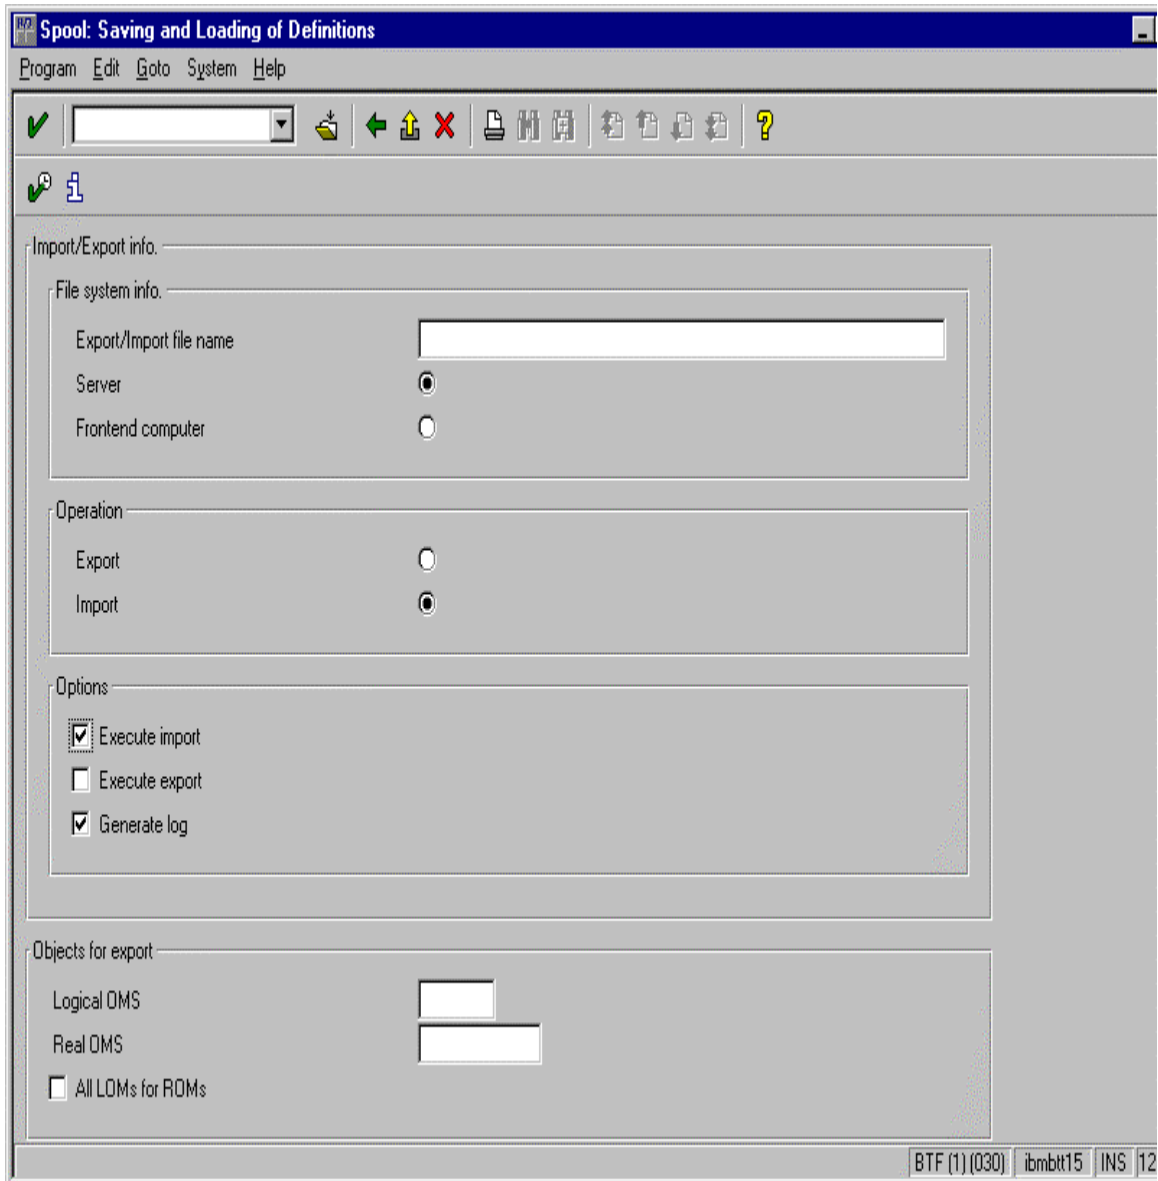 Spool: Saving and Loading of Definitions
Program Edit Goto System Help
Import/Export info.
File system info.
Export/Import file name
Server
Frontend computer
Operation
Export
Import
Options
Execute import
Execute export
Generate log
Objects for export
Logical OMS
Real OMS
All LOMs for ROMs
BTF (1) (030) ibmbtt15 INS 12